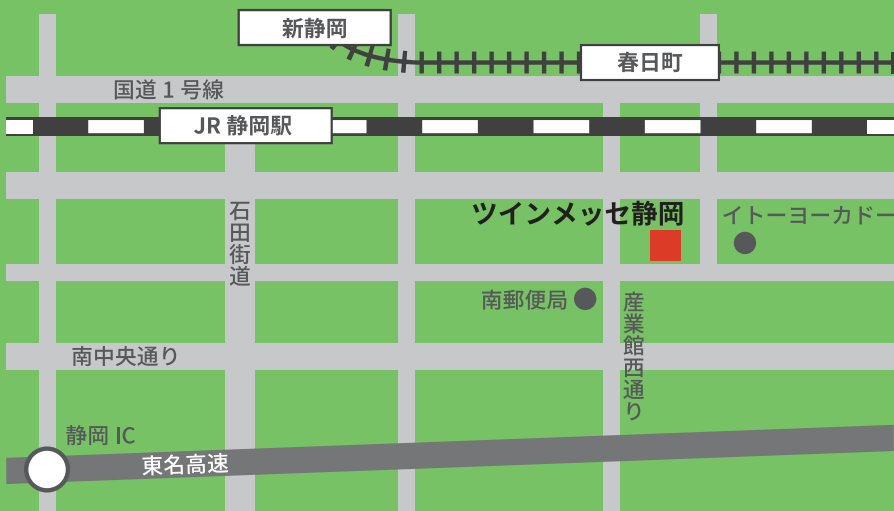 新静岡
春日町
国道１号線
JR 静岡駅
石田街道
ツインメッセ静岡
イトーヨーカドー
南郵便局
産業館西通り
南中央通り
静岡 IC
東名高速